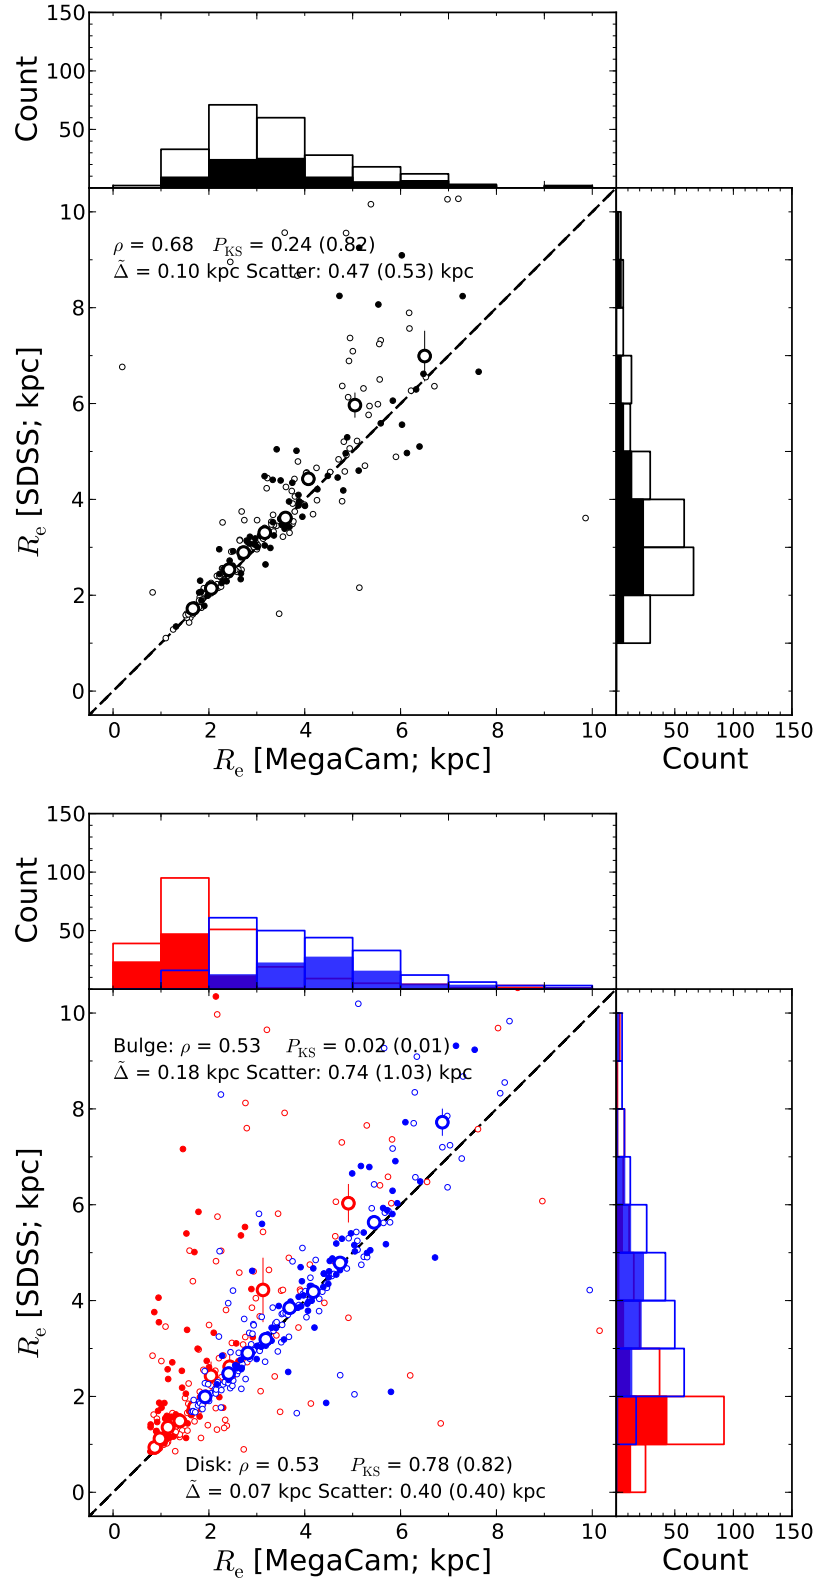 150
100
50
Count
10
8
6
4
2
0
R_e [SDSS; kpc]
ρ = 0.68 P_KS = 0.24 (0.82)
Δ̃ = 0.10 kpc Scatter: 0.47 (0.53) kpc
0 2 4 6 8 10
R_e [MegaCam; kpc]
50 100 150
Count
150
100
50
Count
10
8
6
4
2
0
R_e [SDSS; kpc]
Bulge: ρ = 0.53 P_KS = 0.02 (0.01)
Δ̃ = 0.18 kpc Scatter: 0.74 (1.03) kpc
Disk: ρ = 0.53 P_KS = 0.78 (0.82)
Δ̃ = 0.07 kpc Scatter: 0.40 (0.40) kpc
0 2 4 6 8 10
R_e [MegaCam; kpc]
50 100 150
Count